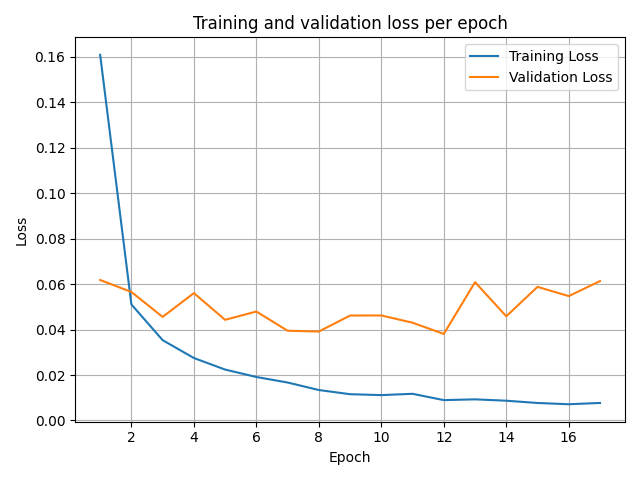 Training and validation loss per epoch
Training Loss
Validation Loss
0.16
0.14
0.12
0.10
0.08
0.06
0.04
0.02
0.00
Loss
2 4 6 8 10 12 14 16
Epoch